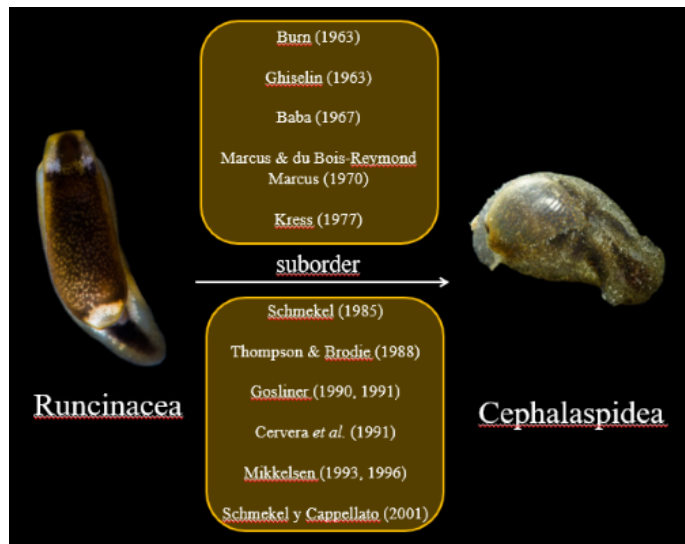 Burn (1963)
Ghiselin (1963)
Baba (1967)
Marcus & du Bois-Reymond
Marcus (1970)
Kress (1977)
suborder
Schmekel (1985)
Thompson & Brodie (1988)
Gosliner (1990, 1991)
Runcinacea
Cephalaspidea
Cervera et al. (1991)
Mikkelsen (1993, 1996)
Schmekel y Cappellato (2001)